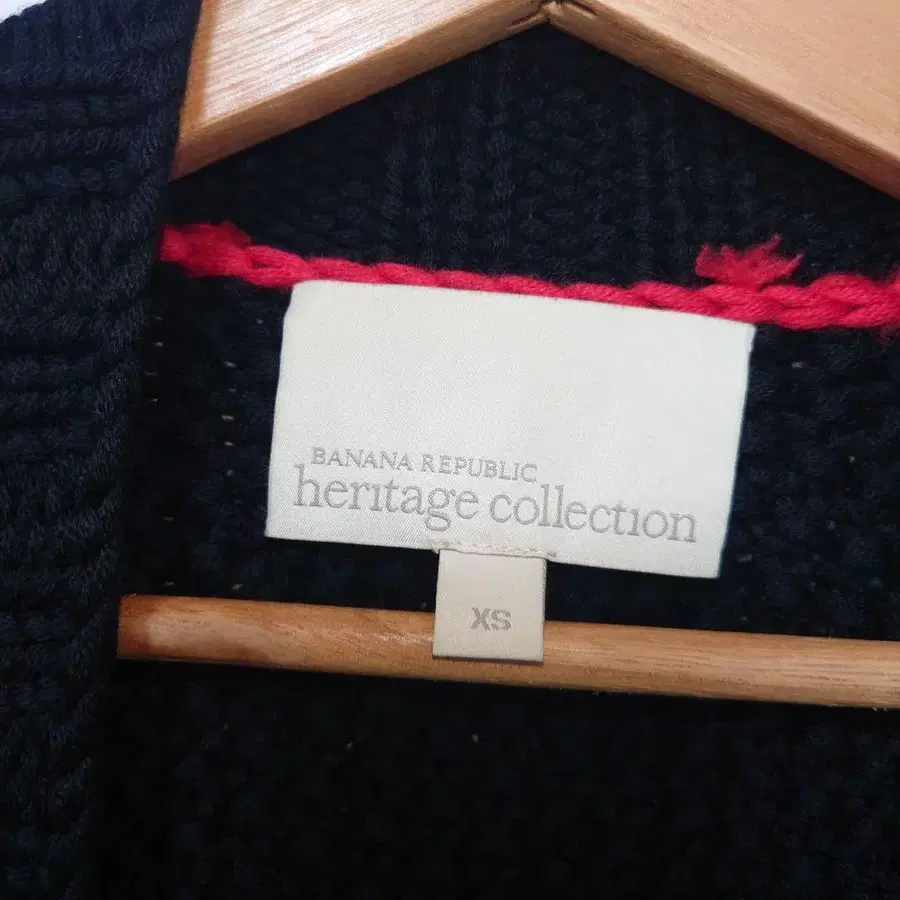 BANANA REPUBLIC
heritage collection
XS